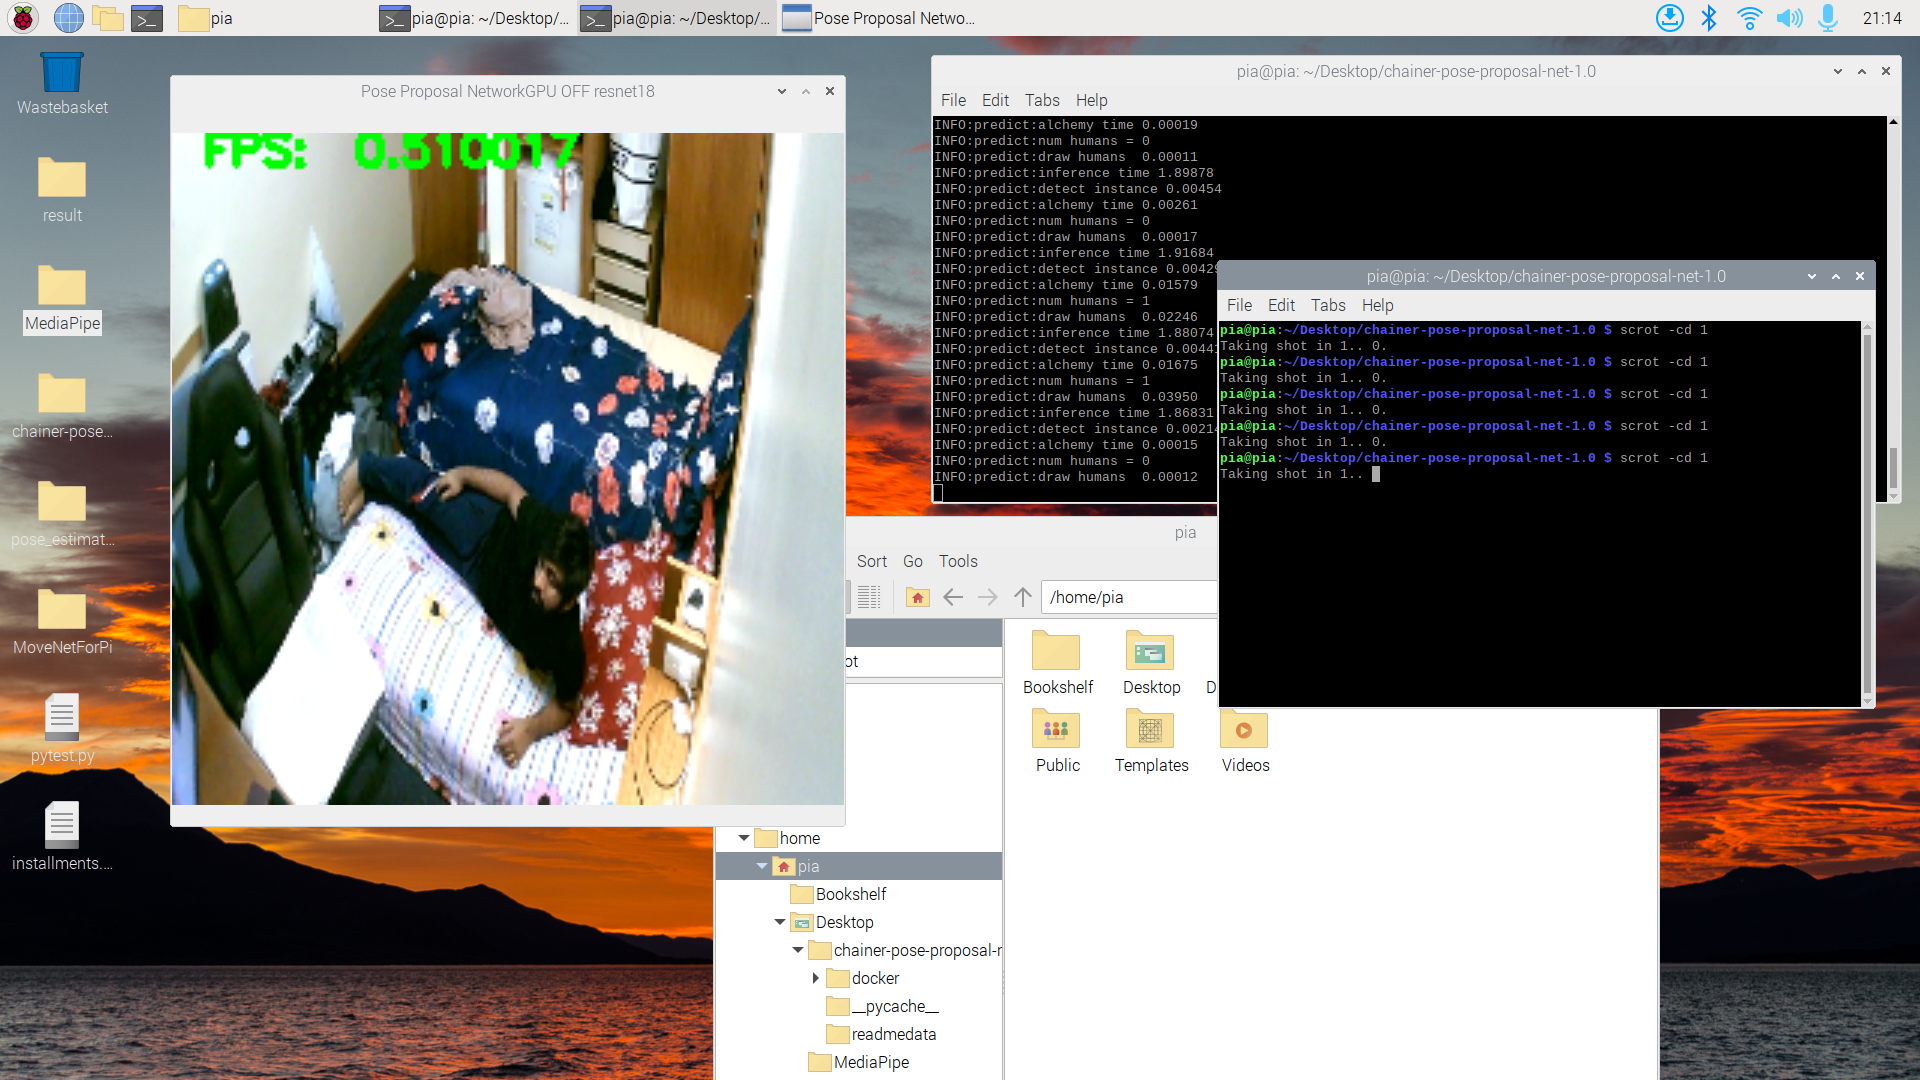 pia
pia@pia: ~/Desktop/...
pia@pia: ~/Desktop/...
Pose Proposal Netwo...
21:14
Wastebasket
result
MediaPipe
chainer-pose...
pose_estimat...
MoveNetForPi
pytest.py
installments....
Pose Proposal NetworkGPU OFF resnet18
FPS: 0.510017
pia@pia: ~/Desktop/chainer-pose-proposal-net-1.0
File Edit Tabs Help
INFO:predict:alchemy time 0.00019
INFO:predict:num humans = 0
INFO:predict:draw humans  0.00011
INFO:predict:inference time 1.89878
INFO:predict:detect instance 0.00454
INFO:predict:alchemy time 0.00261
INFO:predict:num humans = 0
INFO:predict:draw humans  0.00017
INFO:predict:inference time 1.91684
INFO:predict:detect instance 0.00429
INFO:predict:alchemy time 0.01579
INFO:predict:num humans = 1
INFO:predict:draw humans  0.02246
INFO:predict:inference time 1.88074
INFO:predict:detect instance 0.00441
INFO:predict:alchemy time 0.01675
INFO:predict:num humans = 1
INFO:predict:draw humans  0.03950
INFO:predict:inference time 1.86831
INFO:predict:detect instance 0.00214
INFO:predict:alchemy time 0.00015
INFO:predict:num humans = 0
INFO:predict:draw humans  0.00012
pia@pia: ~/Desktop/chainer-pose-proposal-net-1.0
File Edit Tabs Help
pia@pia:~/Desktop/chainer-pose-proposal-net-1.0 $ scrot -cd 1
Taking shot in 1.. 0.
pia@pia:~/Desktop/chainer-pose-proposal-net-1.0 $ scrot -cd 1
Taking shot in 1.. 0.
pia@pia:~/Desktop/chainer-pose-proposal-net-1.0 $ scrot -cd 1
Taking shot in 1.. 0.
pia@pia:~/Desktop/chainer-pose-proposal-net-1.0 $ scrot -cd 1
Taking shot in 1.. 0.
pia@pia:~/Desktop/chainer-pose-proposal-net-1.0 $ scrot -cd 1
Taking shot in 1..
pia
Sort Go Tools
/home/pia
ot
home
pia
Bookshelf
Desktop
chainer-pose-proposal-r
docker
__pycache__
readmedata
MediaPipe
Bookshelf
Desktop
D
Public
Templates
Videos